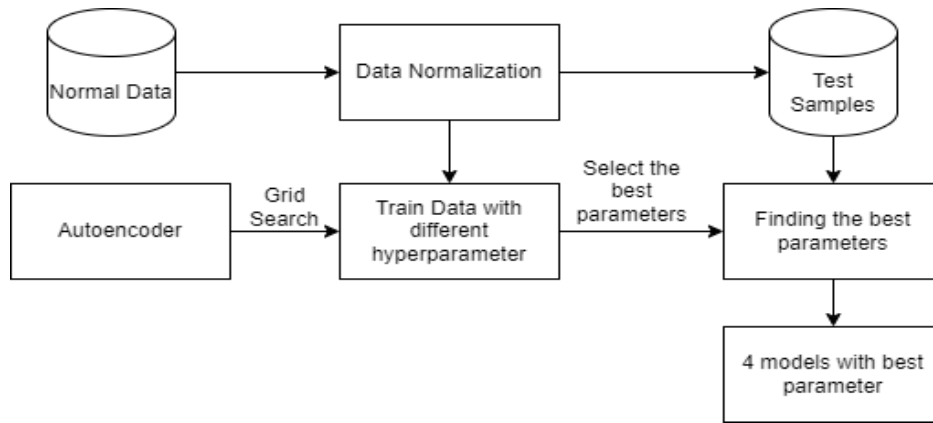 Normal Data
Data Normalization
Test
Samples
Autoencoder
Grid
Search
Train Data with
different
hyperparameter
Select the
best
parameters
Finding the best
parameters
4 models with best
parameter